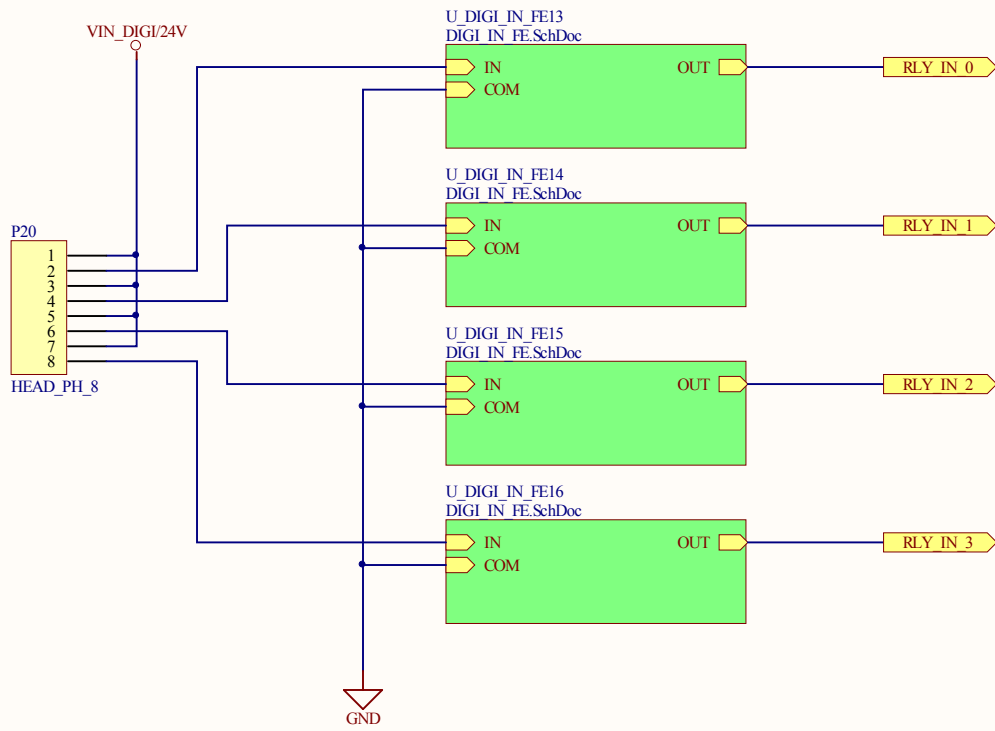 U_DIGI_IN_FE13
DIGI_IN_FE.SchDoc
VIN_DIGI/24V
IN
OUT
RLY_IN_0
COM
U_DIGI_IN_FE14
DIGI_IN_FE.SchDoc
IN
OUT
RLY_IN_1
COM
P20
1
2
3
4
5
6
7
8
HEAD_PH_8
U_DIGI_IN_FE15
DIGI_IN_FE.SchDoc
IN
OUT
RLY_IN_2
COM
U_DIGI_IN_FE16
DIGI_IN_FE.SchDoc
IN
OUT
RLY_IN_3
COM
GND